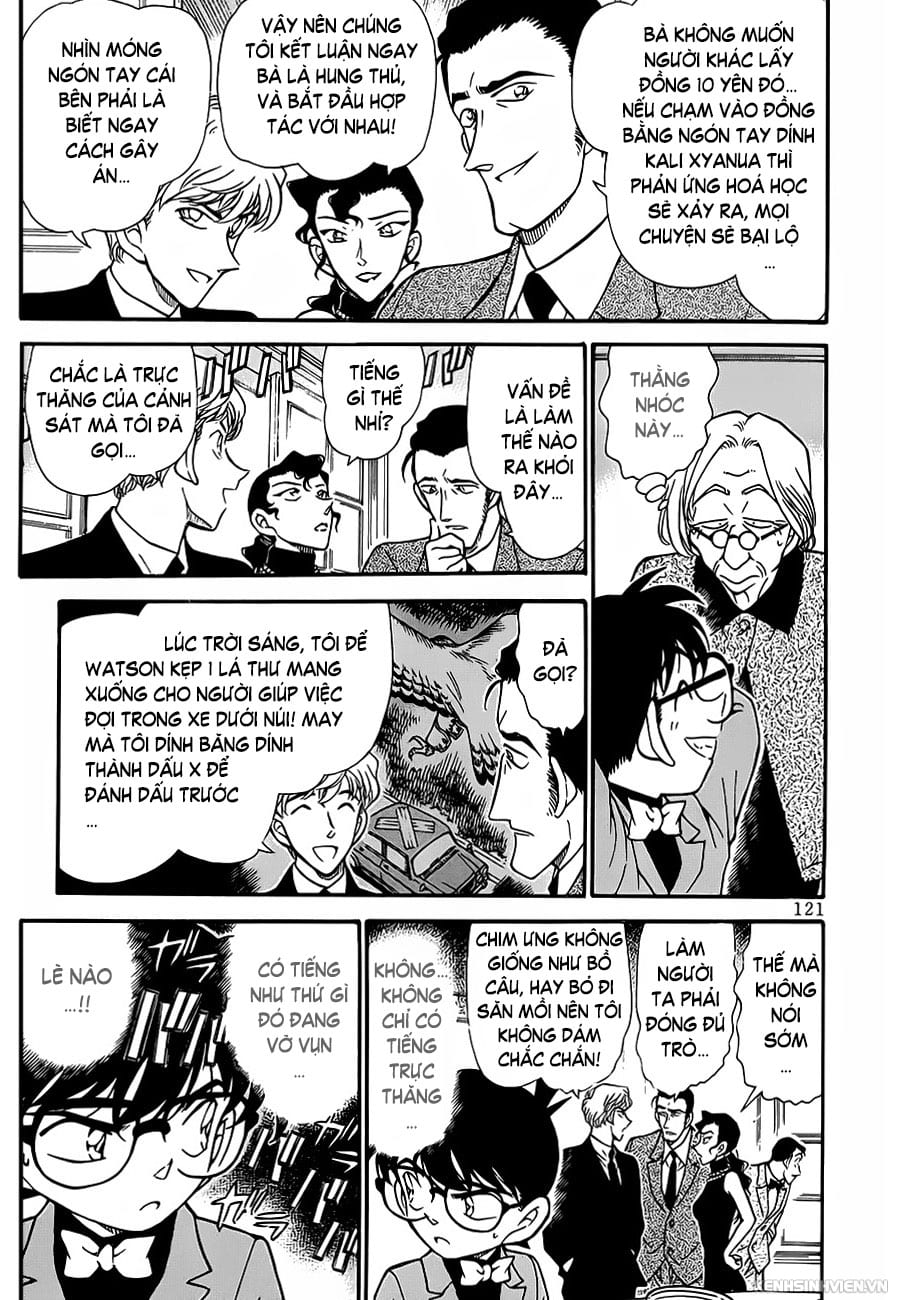 BÀ KHÔNG MUỐN
NGƯỜI KHÁC LẤY
ĐỒNG 10 YÊN ĐÓ...
NẾU CHẠM VÀO ĐỒNG
BẰNG NGÓN TAY DÍNH
KALI XYANUA THÌ
PHẢN ỨNG HOÁ HỌC
SẼ XẢY RA, MỌI
CHUYỆN SẼ BẠI LỘ
...
VẬY NÊN CHÚNG
TÔI KẾT LUẬN NGAY
BÀ LÀ HUNG THỦ,
VÀ BẮT ĐẦU HỢP
TÁC VỚI NHAU!
NHÌN MÓNG
NGÓN TAY CÁI
BÊN PHẢI LÀ
BIẾT NGAY
CÁCH GÂY
ÁN...
THẰNG
NHÓC
NÀY...
VẤN ĐỀ
LÀ LÀM
THẾ NÀO
RA KHỎI
ĐÂY...
TIẾNG
GÌ THẾ
NHỈ?
CHẮC LÀ TRỰC
THĂNG CỦA CẢNH
SÁT MÀ TÔI ĐÃ
GỌI...
ĐÃ
GỌI?
LÚC TRỜI SÁNG, TÔI ĐỂ
WATSON KẸP 1 LÁ THƯ MANG
XUỐNG CHO NGƯỜI GIÚP VIỆC
ĐỢI TRONG XE DƯỚI NÚI! MAY
MÀ TÔI DÍNH BĂNG DÍNH
THÀNH DẤU X ĐỂ
ĐÁNH DẤU TRƯỚC
...
121
THẾ MÀ
KHÔNG
NÓI
SỚM
...
LÀM
NGƯỜI
TA PHẢI
ĐÓNG ĐỦ
TRÒ...
CHIM ƯNG KHÔNG
GIỐNG NHƯ BỒ
CÂU, HAY BỎ ĐI
SĂN MỒI NÊN TÔI
KHÔNG DÁM
CHẮC CHẮN!
KHÔNG...
KHÔNG
CHỈ CÓ
TIẾNG
TRỰC
THĂNG
CÓ TIẾNG
NHƯ THỨ GÌ
ĐÓ ĐANG
VỠ VỤN
...
LẼ NÀO
...!!
KENHSINHVIEN.VN